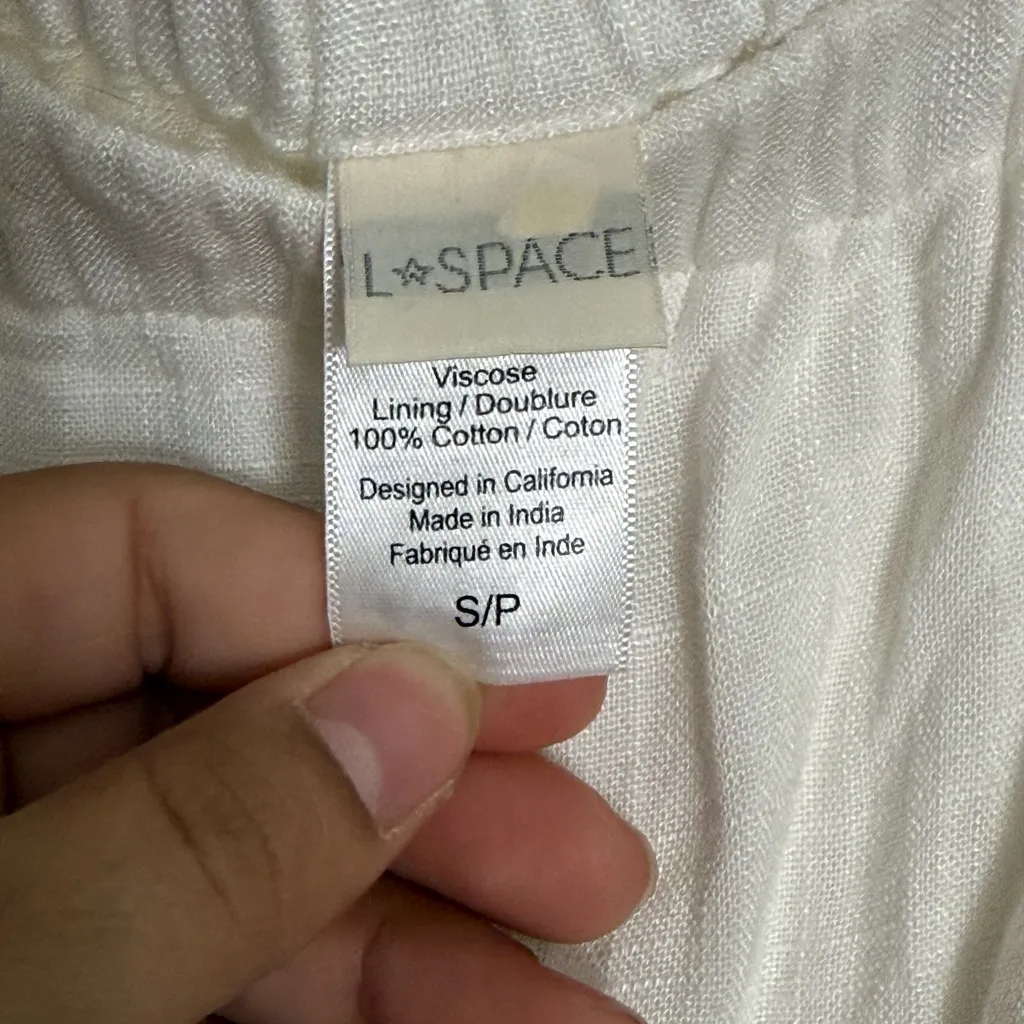 L☆SPACE
Viscose
Lining / Doublure
100% Cotton / Coton
Designed in California
Made in India
Fabriqué en Inde
S/P